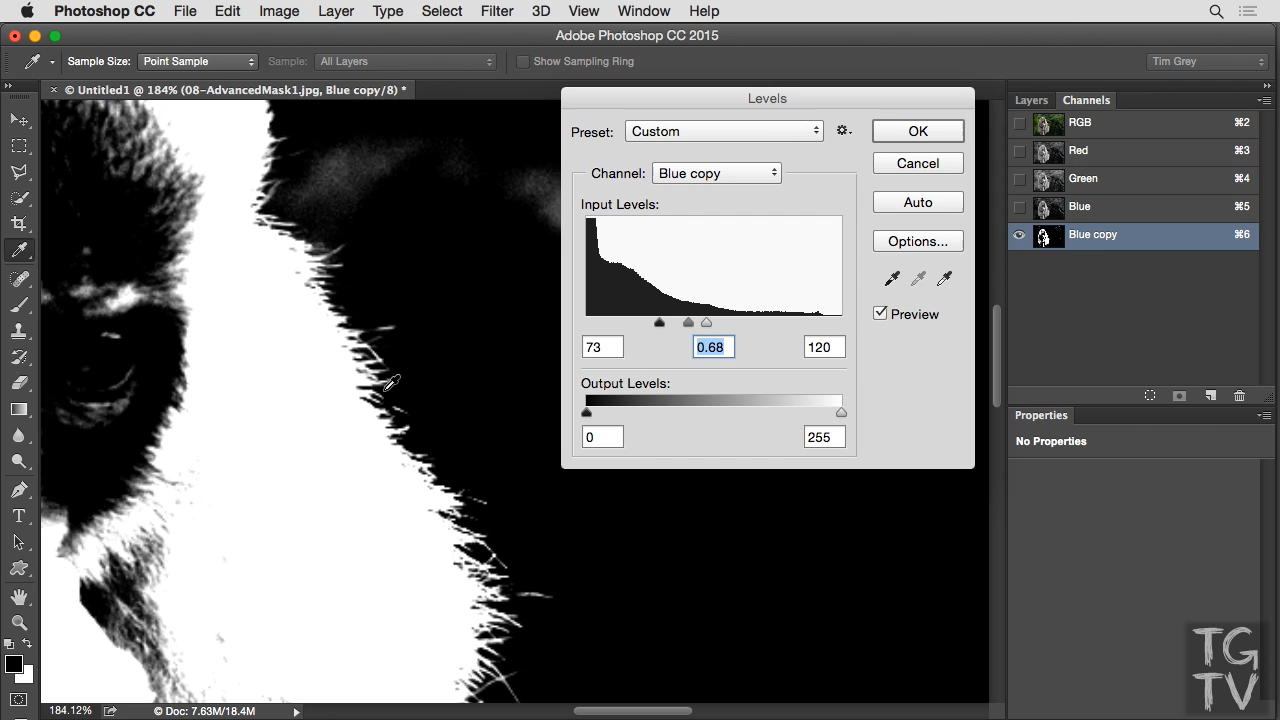 Photoshop CC File Edit Image Layer Type Select Filter 3D View Window Help
Adobe Photoshop CC 2015
Sample Size: Point Sample Sample: All Layers Show Sampling Ring Tim Grey
© Untitled1 @ 184% (08-AdvancedMask1.jpg, Blue copy/8) *
Levels
Preset: Custom
OK
Channel: Blue copy
Cancel
Input Levels:
Auto
Options...
Preview
73 0.68 120
Output Levels:
0 255
Layers Channels
RGB ⌘2
Red ⌘3
Green ⌘4
Blue ⌘5
Blue copy ⌘6
Properties
No Properties
184.12% © Doc: 7.63M/18.4M
TG
TV